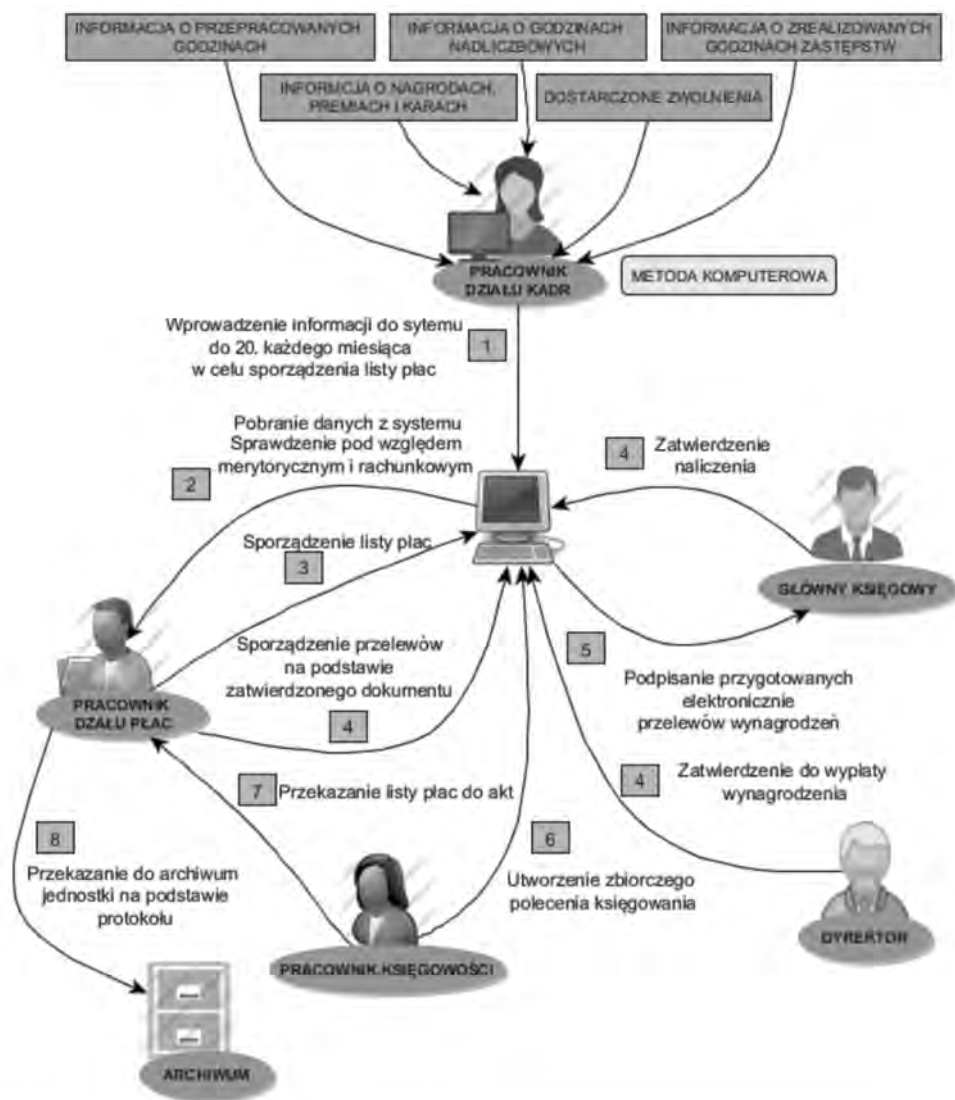 INFORMACJA O PRZEPRACOWANYCH
GODZINACH
INFORMACJA O GODZINACH
NADLICZBOWYCH
INFORMACJA O ZREALIZOWANYCH
GODZINACH ZASTĘPSTW
INFORMCJA O NAGRODACH,
PREMIACH I KARACH
DOSTARCZONE ZWOLNIENIA
PRACOWNIK
DZIAŁU KADR
METODA KOMPUTEROWA
1
Wprowadzenie informacji do sytemu
do 20. każdego miesiąca
w celu sporządzenia listy płac
2
Pobranie danych z systemu
Sprawdzenie pod względem
merytorycznym i rachunkowym
4
Zatwierdzenie
naliczenia
Sporządzenie listy płac
3
GŁÓWNY KSIĘGOWY
Sporządzenie przelewów
na podstawie
zatwierdzonego dokumentu
4
5
Podpisanie przygotowanych
elektronicznie
przelewów wynagrodzeń
PRACOWNIK
DZAŁU PŁAC
7
Przekazanie listy płac do akt
4
Zatwierdzenie do wypłaty
wynagrodzenia
8
Przekazanie do archiwum
jednostki na podstawie
protokołu
6
Utworzenie zbiorczego
polecenia księgowania
DYREKTOR
PRACOWNIK KSIĘGOWOŚCI
ARCHIWUM